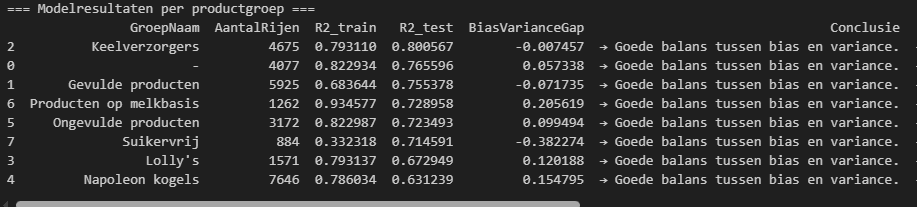 === Modelresultaten per productgroep ===
GroepNaam AantalRijen R2_train R2_test BiasVarianceGap Conclusie
2 Keelverzorgers 4675 0.793110 0.800567 -0.007457 → Goede balans tussen bias en variance.
0 - 4077 0.822934 0.765596 0.057338 → Goede balans tussen bias en variance.
1 Gevulde producten 5925 0.683644 0.755378 -0.071735 → Goede balans tussen bias en variance.
6 Producten op melkbasis 1262 0.934577 0.728958 0.205619 → Goede balans tussen bias en variance.
5 Ongevulde producten 3172 0.822987 0.723493 0.099494 → Goede balans tussen bias en variance.
7 Suikervrij 884 0.332318 0.714591 -0.382274 → Goede balans tussen bias en variance.
3 Lolly's 1571 0.793137 0.672949 0.120188 → Goede balans tussen bias en variance.
4 Napoleon kogels 7646 0.786034 0.631239 0.154795 → Goede balans tussen bias en variance.